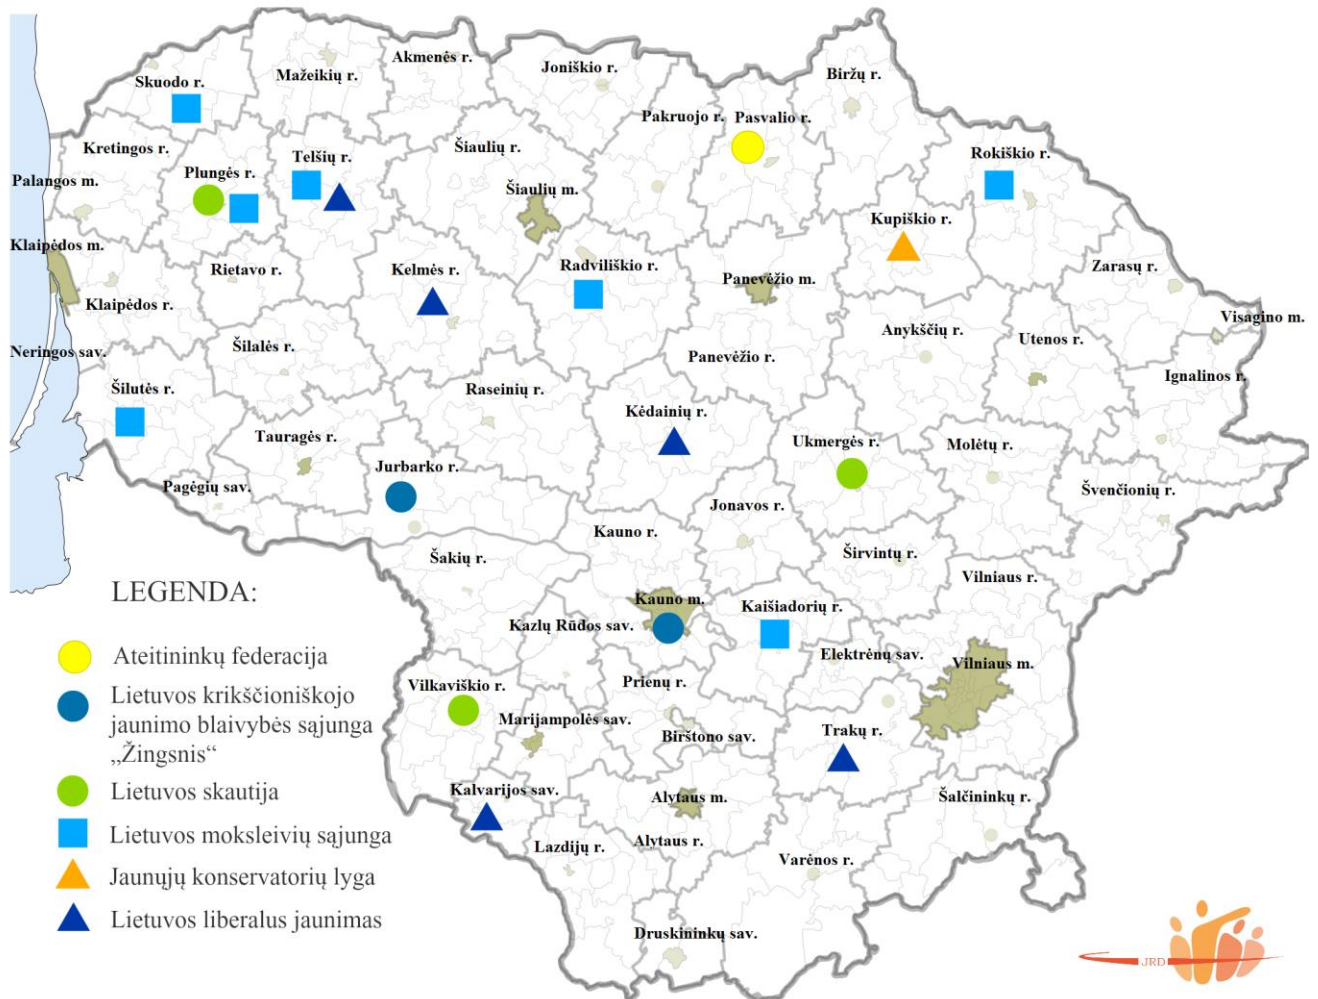 Akmenės r.
Joniškio r.
Mažeikių r.
Biržų r.
Skuodo r.
Pakruojo r.
Pasvalio r.
Kretingos r.
Šiaulių r.
Telšių r.
Rokiškio r.
Plungės r.
Palangos m.
Šiaulių m.
Kupiškio r.
Klaipėdos m.
Rietavo r.
Kelmės r.
Radviliškio r.
Zarasų r.
Panevėžio m.
Klaipėdos r.
Visagino m.
Anykščių r.
Utenos r.
Neringos sav.
Šilalės r.
Panevėžio r.
Ignalinos r.
Šilutės r.
Raseinių r.
Kėdainių r.
Tauragės r.
Ukmergės r.
Molėtų r.
Jurbarko r.
Pagėgių sav.
Švenčionių r.
Jonavos r.
Kauno r.
Širvintų r.
Šakių r.
Vilniaus r.
Kauno m.
Kaišiadorių r.
Kazlų Rūdos sav.
Elektrėnų sav.
Vilniaus m.
Vilkaviškio r.
Prienų r.
Marijampolės sav.
Birštono sav.
Trakų r.
Kalvarijos sav.
Alytaus m.
Šalčininkų r.
Lazdijų r.
Alytaus r.
Varėnos r.
Druskininkų sav.
LEGENDA:
Ateitininkų federacija
Lietuvos krikščioniškojo
jaunimo blaivybės sąjunga
„Žingsnis“
Lietuvos skautija
Lietuvos moksleivių sąjunga
Jaunųjų konservatorių lyga
Lietuvos liberalus jaunimas
JRD